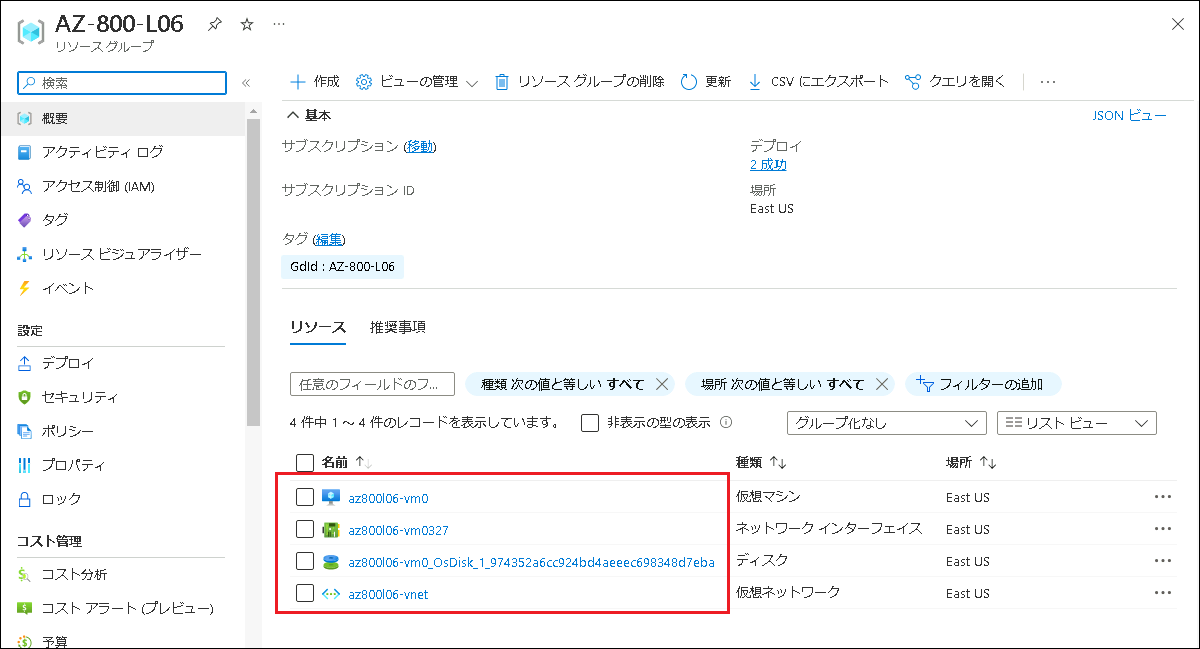 AZ-800-L06
リソース グループ
検索
«
作成 ビューの管理 リソース グループの削除 更新 CSV にエクスポート クエリを開く ...
概要
アクティビティ ログ
アクセス制御 (IAM)
タグ
リソース ビジュアライザー
イベント
設定
デプロイ
セキュリティ
ポリシー
プロパティ
ロック
コスト管理
コスト分析
コスト アラート (プレビュー)
予算
基本
JSON ビュー
サブスクリプション (移動)
サブスクリプション ID
デプロイ
2 成功
場所
East US
タグ (編集)
GdId : AZ-800-L06
リソース 推奨事項
任意のフィールドのフ... 種類 次の値と等しい すべて 場所 次の値と等しい すべて フィルターの追加
4 件中 1 ～ 4 件のレコードを表示しています。 非表示の型の表示 グループ化なし リスト ビュー
名前 ↑↓ 種類 ↑↓ 場所 ↑↓
az800l06-vm0 仮想マシン East US ...
az800l06-vm0327 ネットワーク インターフェイス East US ...
az800l06-vm0_OsDisk_1_974352a6cc924bd4aeeec698348d7eba ディスク East US ...
az800l06-vnet 仮想ネットワーク East US ...